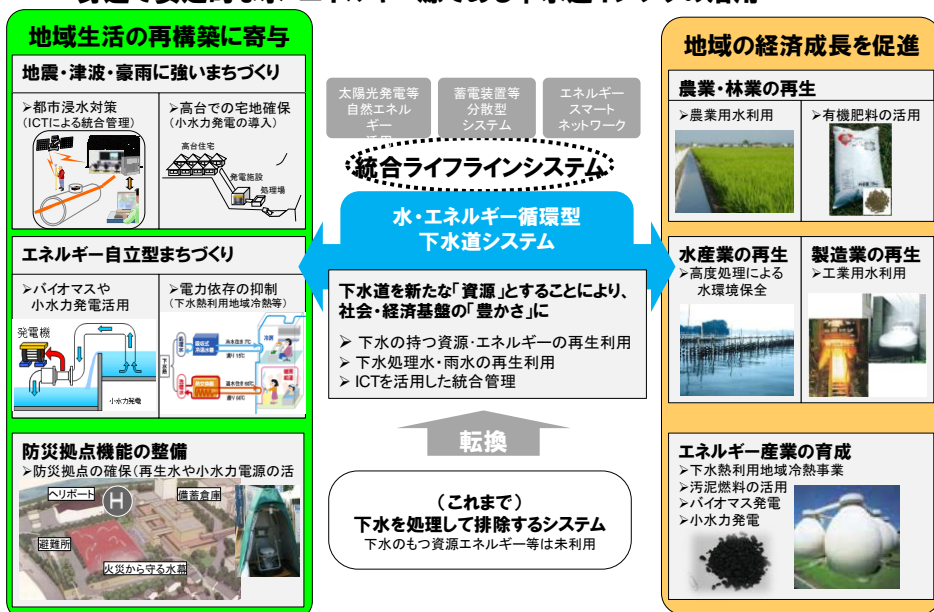 地域生活の再構築に寄与
地震・津波・豪雨に強いまちづくり
➢都市浸水対策
(ICTによる統合管理)
➢高台での宅地確保
(小水力発電の導入)
高台住宅
発電施設
処理場
エネルギー自立型まちづくり
➢バイオマスや
小水力発電活用
発電機
小水力発電
➢電力依存の抑制
(下水熱利用地域冷熱等)
防災拠点機能の整備
➢防災拠点の確保(再生水や小水力電源の活
ヘリポート
H
備蓄倉庫
避難所
火災から守る水幕
太陽光発電等
自然エネル
ギー
蓄電装置等
分散型
システム
エネルギー
スマート
ネットワーク
統合ライフラインシステム
水・エネルギー循環型
下水道システム
下水道を新たな「資源」とすることにより、
社会・経済基盤の「豊かさ」に
➢ 下水の持つ資源・エネルギーの再生利用
➢ 下水処理水・雨水の再生利用
➢ ICTを活用した統合管理
転換
(これまで)
下水を処理して排除するシステム
下水のもつ資源エネルギー等は未利用
地域の経済成長を促進
農業・林業の再生
➢農業用水利用
➢有機肥料の活用
水産業の再生
➢高度処理による
水環境保全
製造業の再生
➢工業用水利用
エネルギー産業の育成
➢下水熱利用地域冷熱事業
➢汚泥燃料の活用
➢バイオマス発電
➢小水力発電